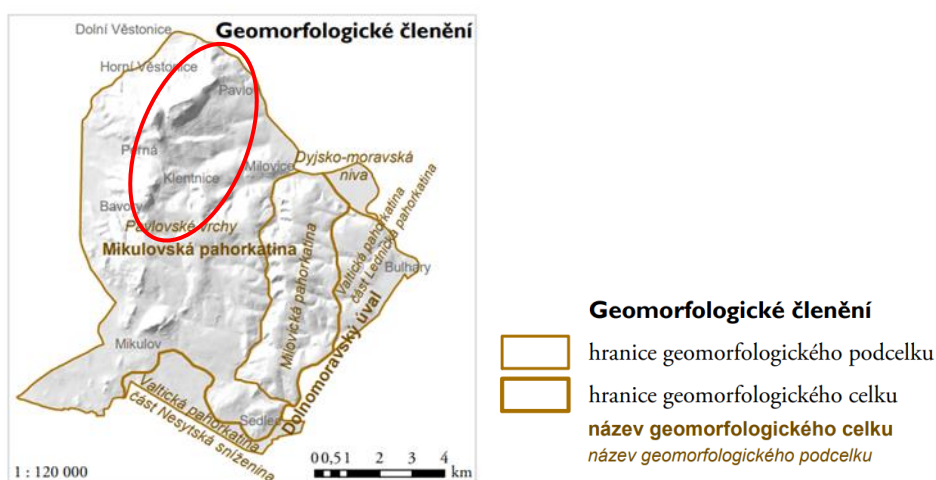 Geomorfologické členění
Dolní Věstonice
Horní Věstonice
Pavlov
Perná
Klentnice
Milovice
Dyjsko-moravská
niva
Bavory
Pavlovské vrchy
Mikulovská pahorkatina
Milovická pahorkatina
Valtická pahorkatina
část Lednická pahorkatina
Bulhary
Dolnomoravský úval
Mikulov
Valtická pahorkatina
část Nesytská sníženina
Sedlec
1 : 120 000
0 0,5 1 2 3 4
km
Geomorfologické členění
hranice geomorfologického podcelku
hranice geomorfologického celku
název geomorfologického celku
název geomorfologického podcelku